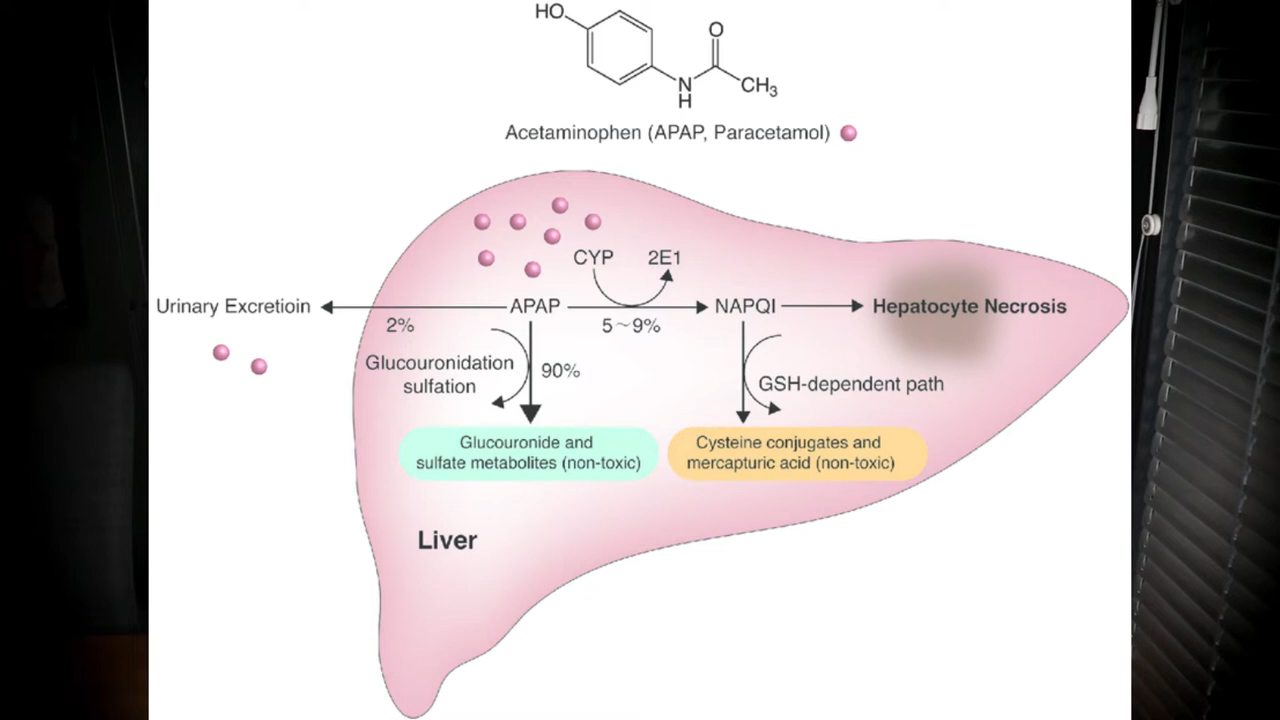 HO
O
N
H
CH3
Acetaminophen (APAP, Paracetamol)
CYP 2E1
Urinary Excretioin
APAP
NAPQI
Hepatocyte Necrosis
2%
5~9%
Glucouronidation
sulfation
90%
GSH-dependent path
Glucouronide and
sulfate metabolites (non-toxic)
Cysteine conjugates and
mercapturic acid (non-toxic)
Liver